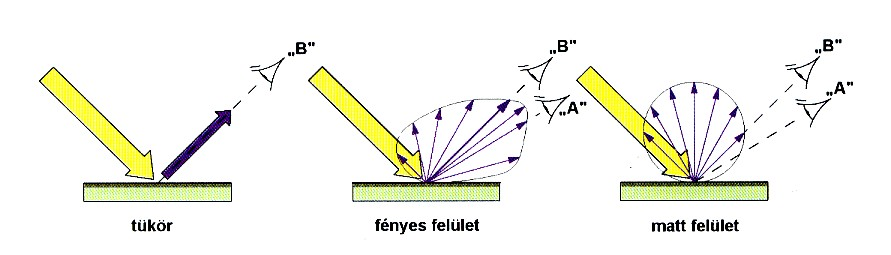 „B"
tükör
„B"
„A"
fényes felület
„B"
„A"
matt felület